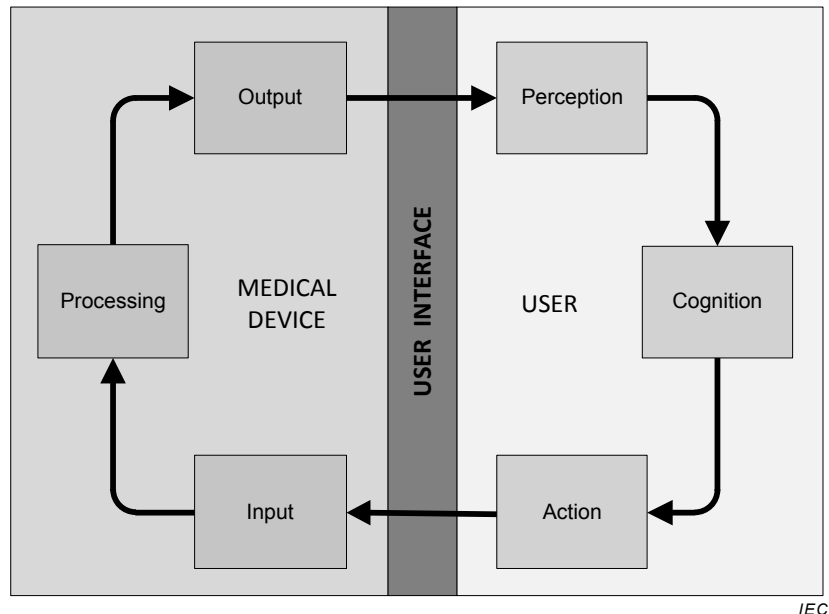 Output
Perception
Processing
MEDICAL
DEVICE
USER INTERFACE
USER
Cognition
Input
Action
IEC